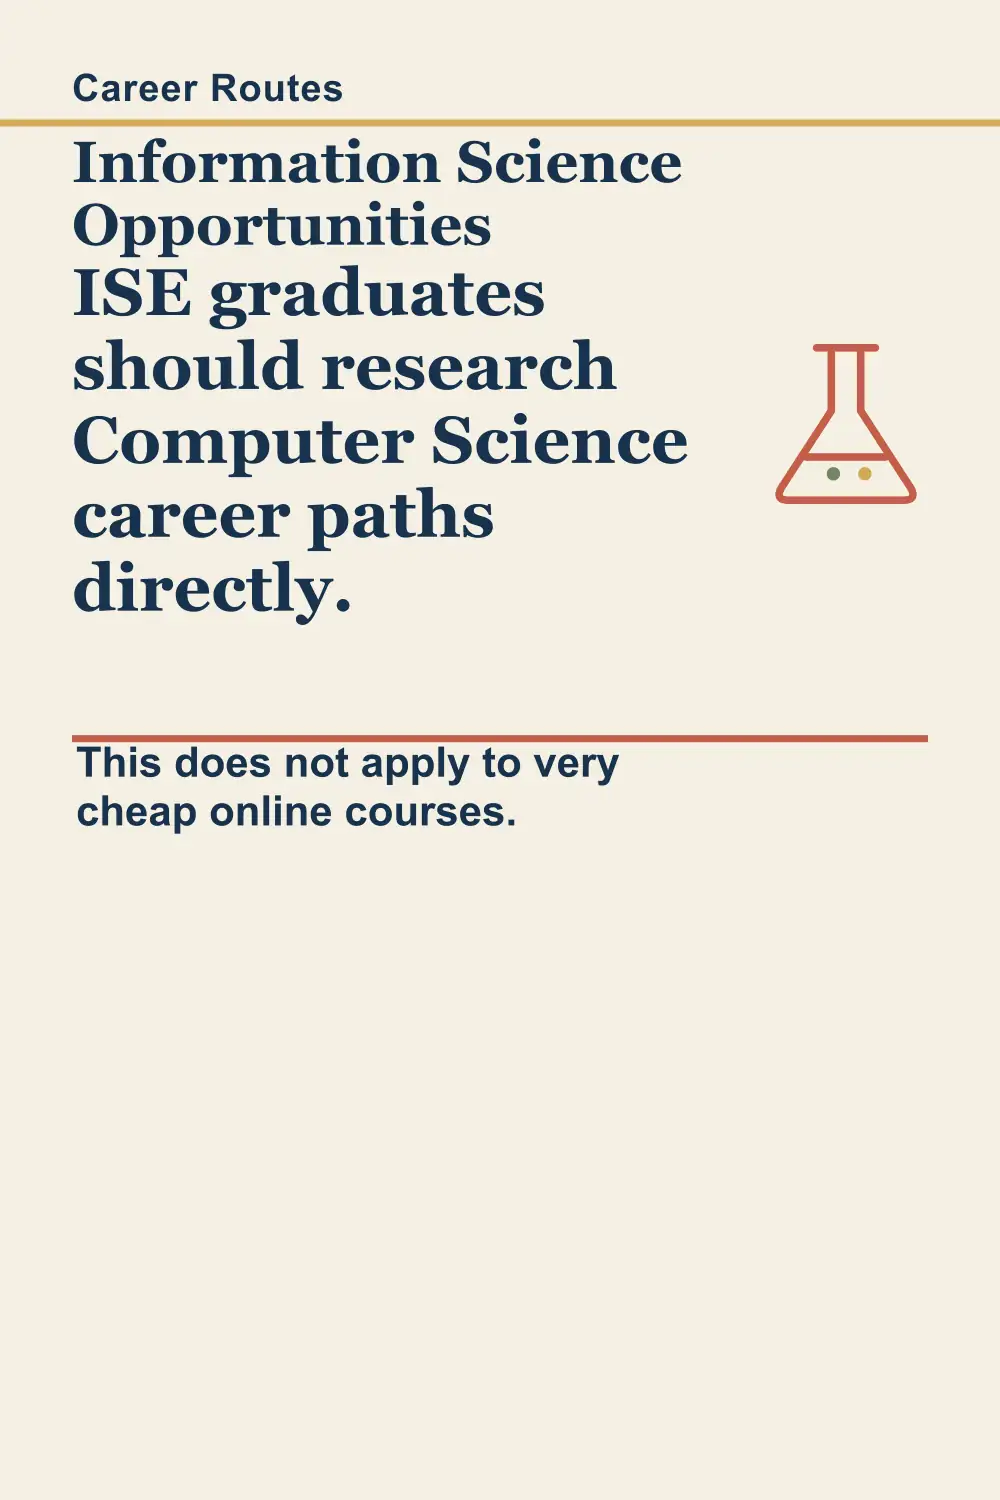 Career Routes
Information Science
Opportunities
ISE graduates
should research
Computer Science
career paths
directly.
This does not apply to very
cheap online courses.